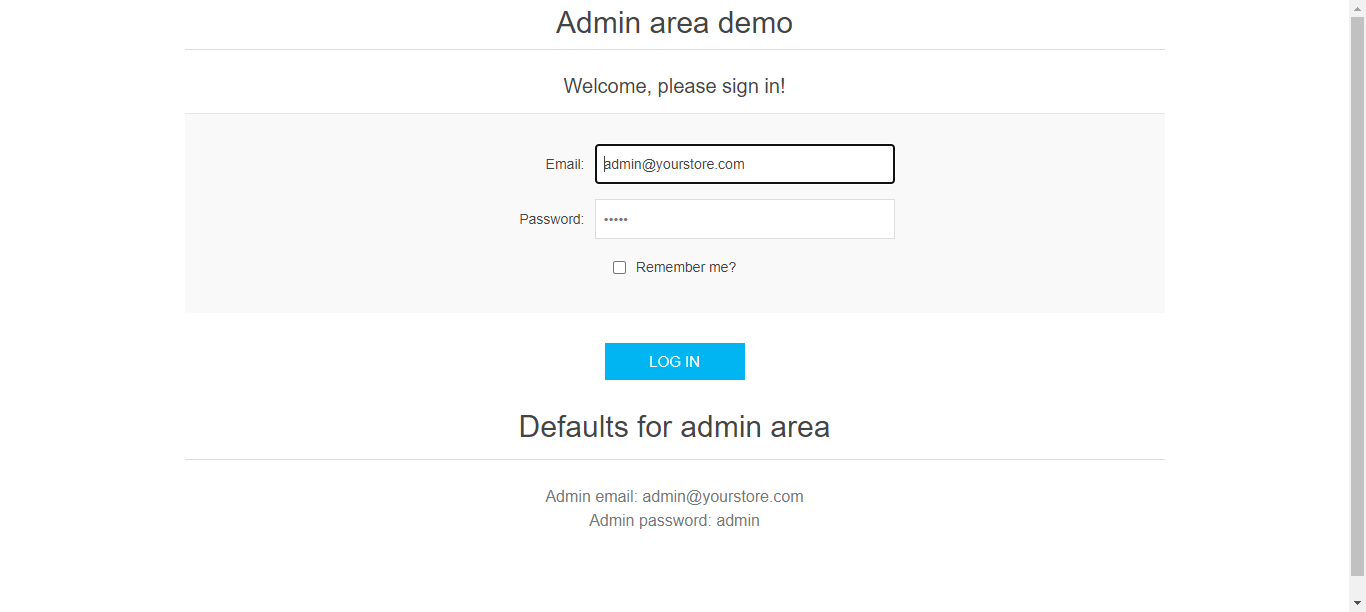 Admin area demo
Welcome, please sign in!
Email: admin@yourstore.com
Password: •••••
Remember me?
LOG IN
Defaults for admin area
Admin email: admin@yourstore.com
Admin password: admin